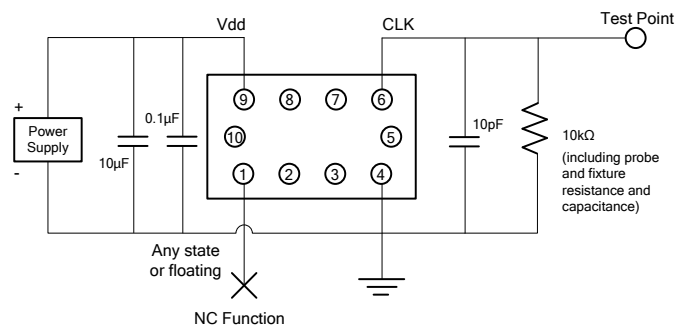 Vdd
CLK
Test Point
+
Power
Supply
-
10µF
0.1µF
9
8
7
6
10
5
1
2
3
4
10pF
10kΩ
(including probe
and fixture
resistance and
capacitance)
Any state
or floating
NC Function